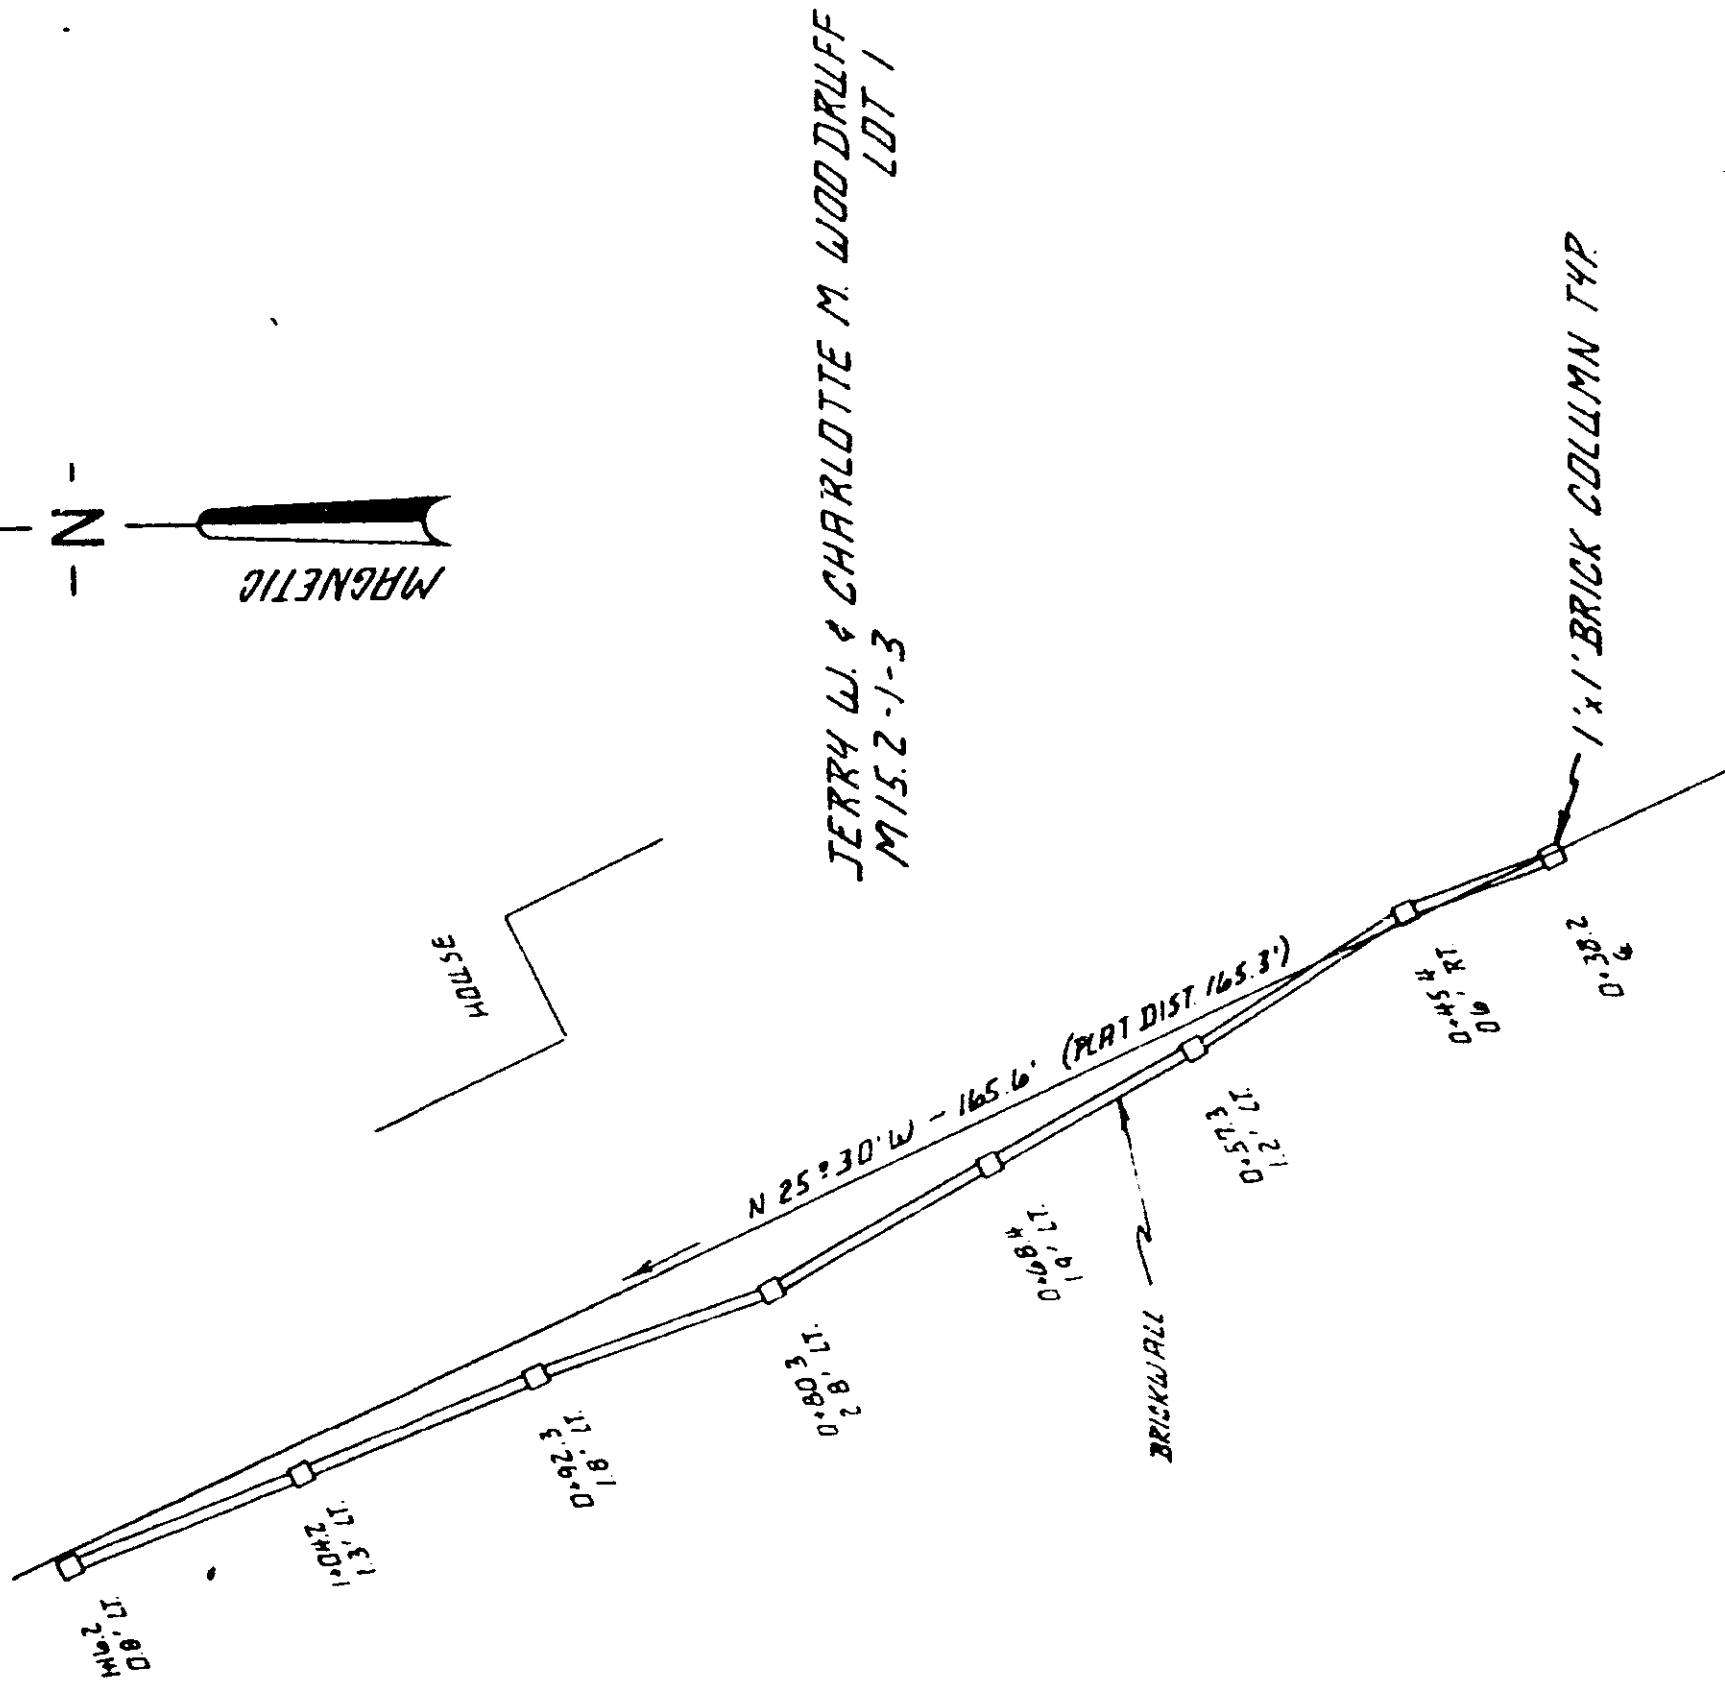 - N -
MAGNETIC
JERRY W. & CHARLOTTE M. WOODRUFF
M15.2-1-3
LOT 1
HOUSE
N 25° 30' W - 165.6' (PLAT DIST. 165.3')
1' x 1' BRICK COLUMN TYP.
BRICKWALL
1+16.2
0.8' LT.
1+04.2
1.3' LT.
0+92.3
1.8' LT.
0+80.3
2.8' LT.
0+68.4
1.9' LT.
0+57.3
1.2' LT.
0+45.4
0.6' RT.
0+38.2